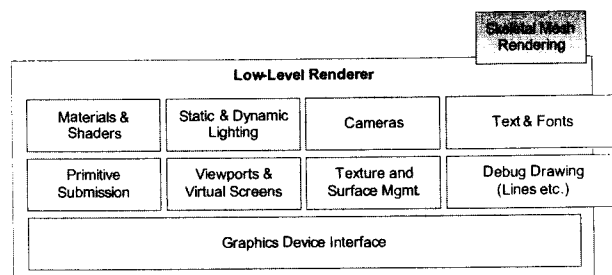 Skeletal Mesh
Rendering
Low-Level Renderer
Materials &
Shaders
Static & Dynamic
Lighting
Cameras
Text & Fonts
Primitive
Submission
Viewports &
Virtual Screens
Texture and
Surface Mgmt.
Debug Drawing
(Lines etc.)
Graphics Device Interface